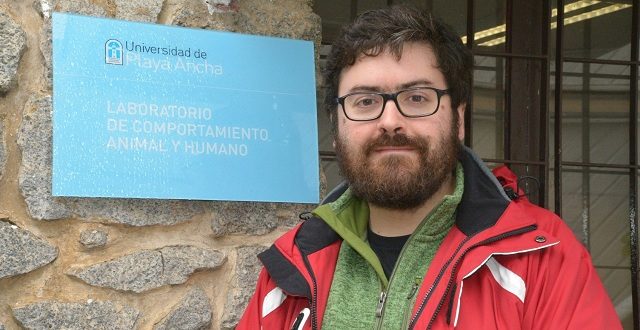 Universidad de
Playa Ancha
LABORATORIO
DE COMPORTAMIENTO
ANIMAL Y HUMANO